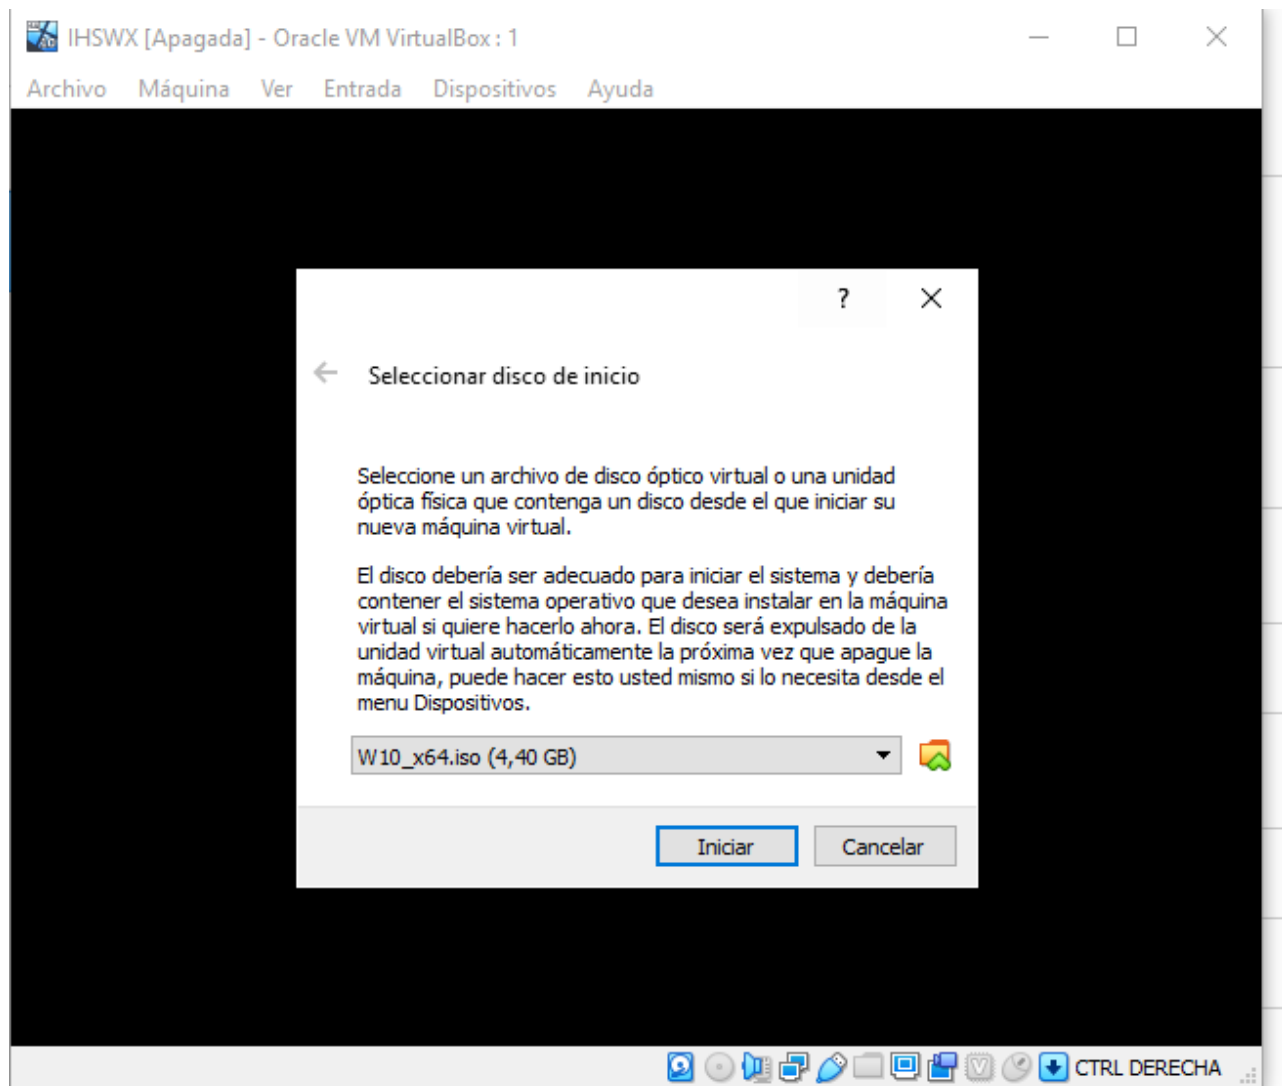 IHSWX [Apagada] - Oracle VM VirtualBox : 1
Archivo Máquina Ver Entrada Dispositivos Ayuda
?
Seleccionar disco de inicio
Seleccione un archivo de disco óptico virtual o una unidad
óptica física que contenga un disco desde el que iniciar su
nueva máquina virtual.
El disco debería ser adecuado para iniciar el sistema y debería
contener el sistema operativo que desea instalar en la máquina
virtual si quiere hacerlo ahora. El disco será expulsado de la
unidad virtual automáticamente la próxima vez que apague la
máquina, puede hacer esto usted mismo si lo necesita desde el
menu Dispositivos.
W10_x64.iso (4,40 GB)
Iniciar Cancelar
CTRL DERECHA